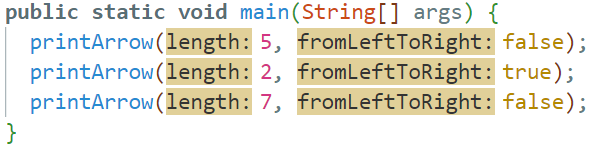 public static void main(String[] args) {
printArrow(length: 5, fromLeftToRight: false);
printArrow(length: 2, fromLeftToRight: true);
printArrow(length: 7, fromLeftToRight: false);
}